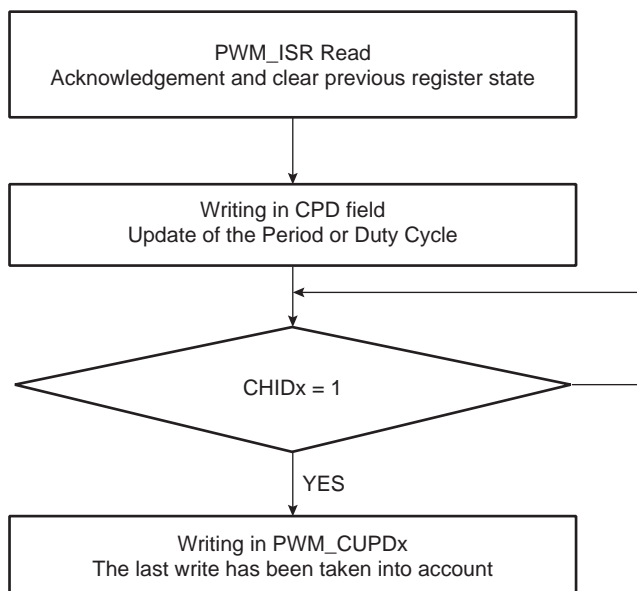 PWM_ISR Read
Acknowledgement and clear previous register state
Writing in CPD field
Update of the Period or Duty Cycle
CHIDx = 1
YES
Writing in PWM_CUPDx
The last write has been taken into account